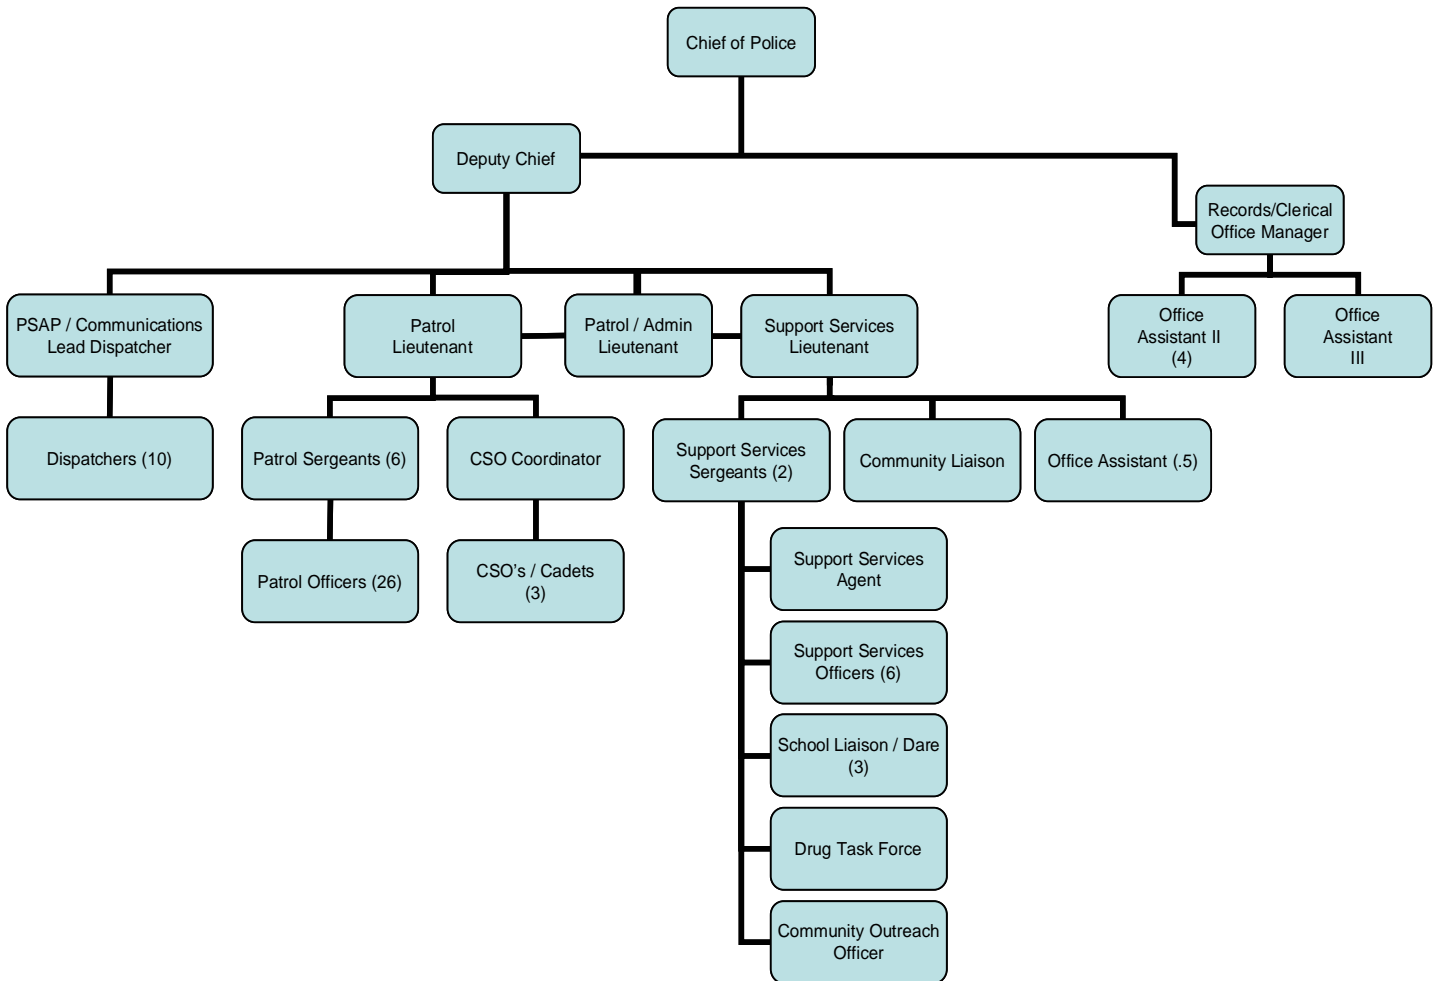 Chief of Police
Deputy Chief
Records/Clerical
Office Manager
PSAP / Communications
Lead Dispatcher
Patrol
Lieutenant
Patrol / Admin
Lieutenant
Support Services
Lieutenant
Office
Assistant II
(4)
Office
Assistant
III
Dispatchers (10)
Patrol Sergeants (6)
CSO Coordinator
Support Services
Sergeants (2)
Community Liaison
Office Assistant (.5)
Patrol Officers (26)
CSO's / Cadets
(3)
Support Services
Agent
Support Services
Officers (6)
School Liaison / Dare
(3)
Drug Task Force
Community Outreach
Officer